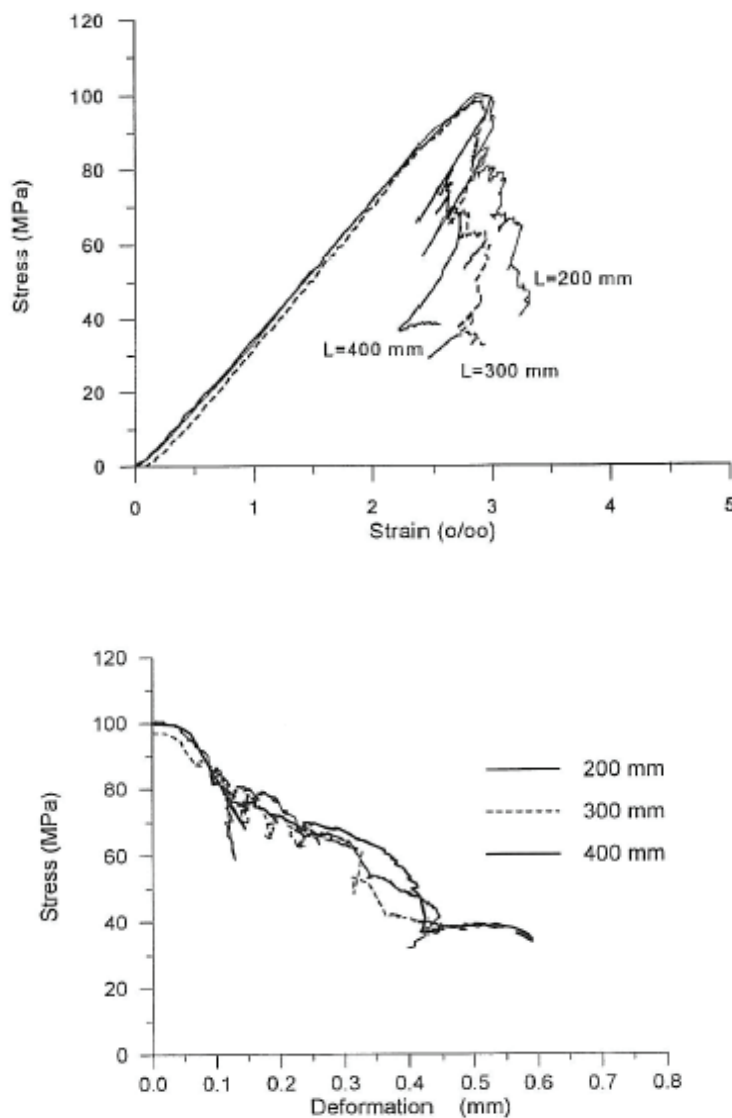 120
100
80
60
40
20
0
Stress (MPa)
L=200 mm
L=400 mm
L=300 mm
0 1 2 3 4 5
Strain (o/oo)
120
100
80
60
40
20
0
Stress (MPa)
200 mm
300 mm
400 mm
0.0 0.1 0.2 0.3 0.4 0.5 0.6 0.7 0.8
Deformation (mm)